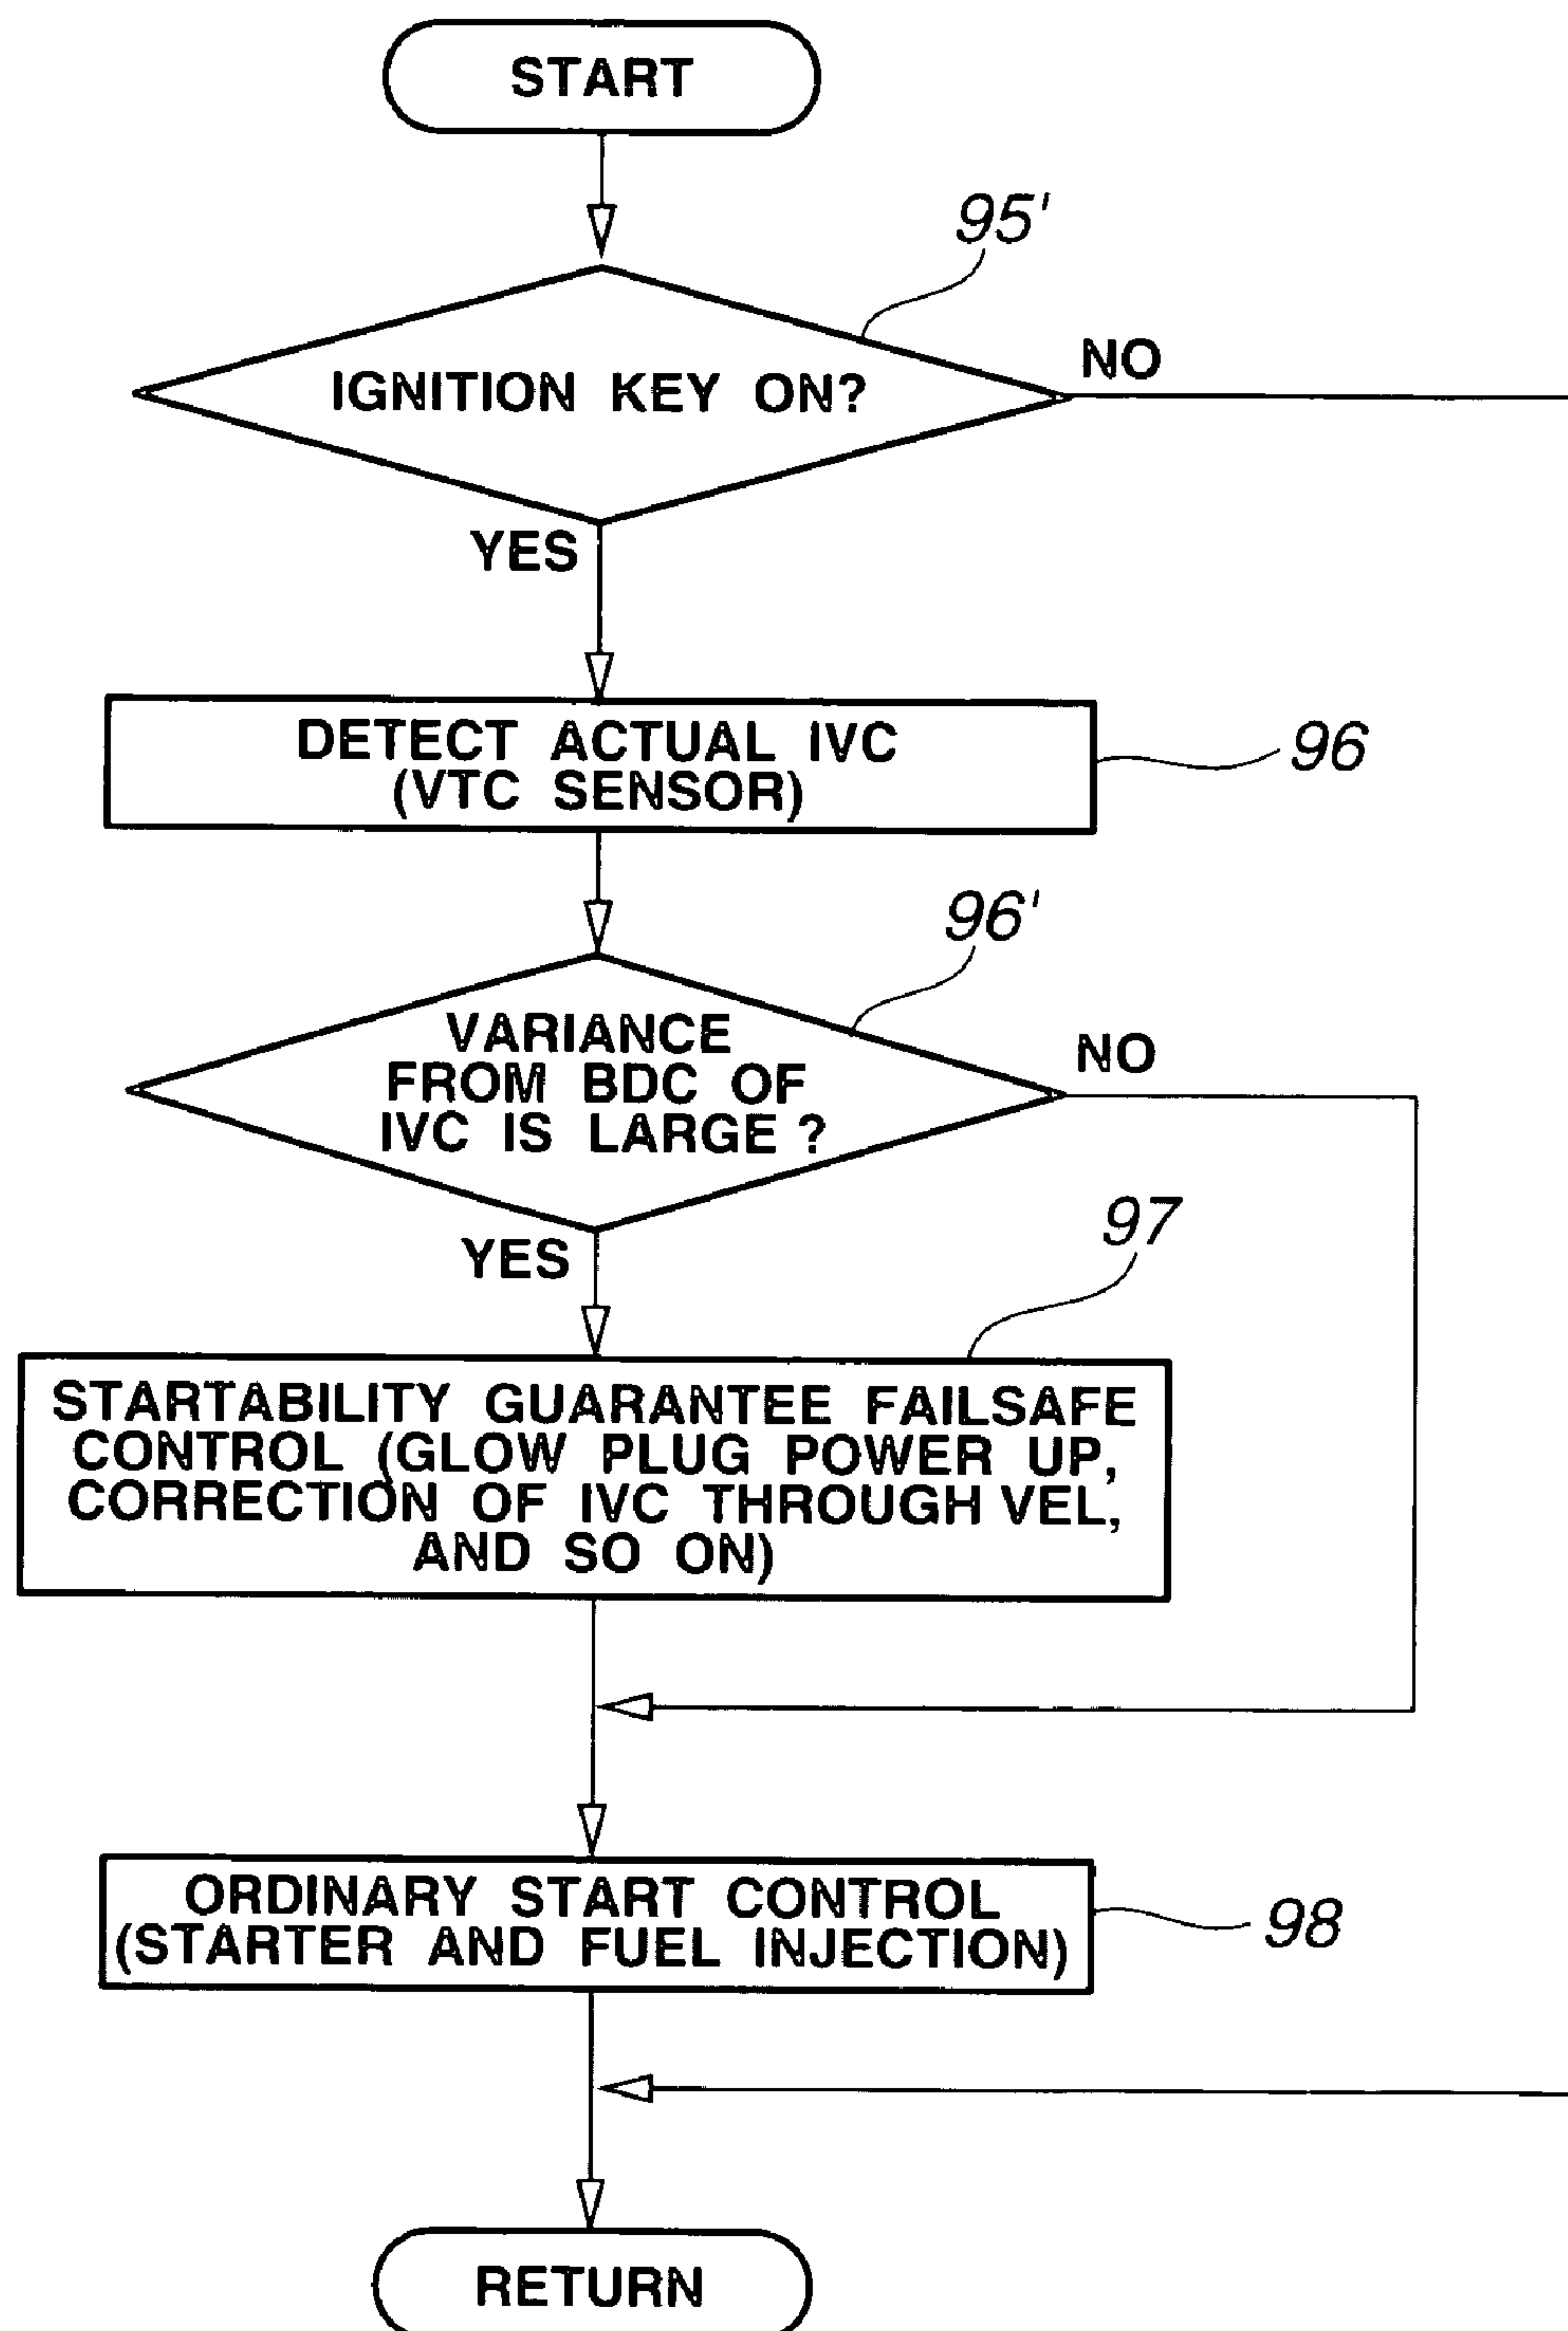 START
95'
IGNITION KEY ON?
NO
YES
DETECT ACTUAL IVC
(VTC SENSOR)
96
96'
VARIANCE
FROM BDC OF
IVC IS LARGE ?
NO
YES
97
STARTABILITY GUARANTEE FAILSAFE
CONTROL (GLOW PLUG POWER UP,
CORRECTION OF IVC THROUGH VEL,
AND SO ON)
ORDINARY START CONTROL
(STARTER AND FUEL INJECTION)
98
RETURN